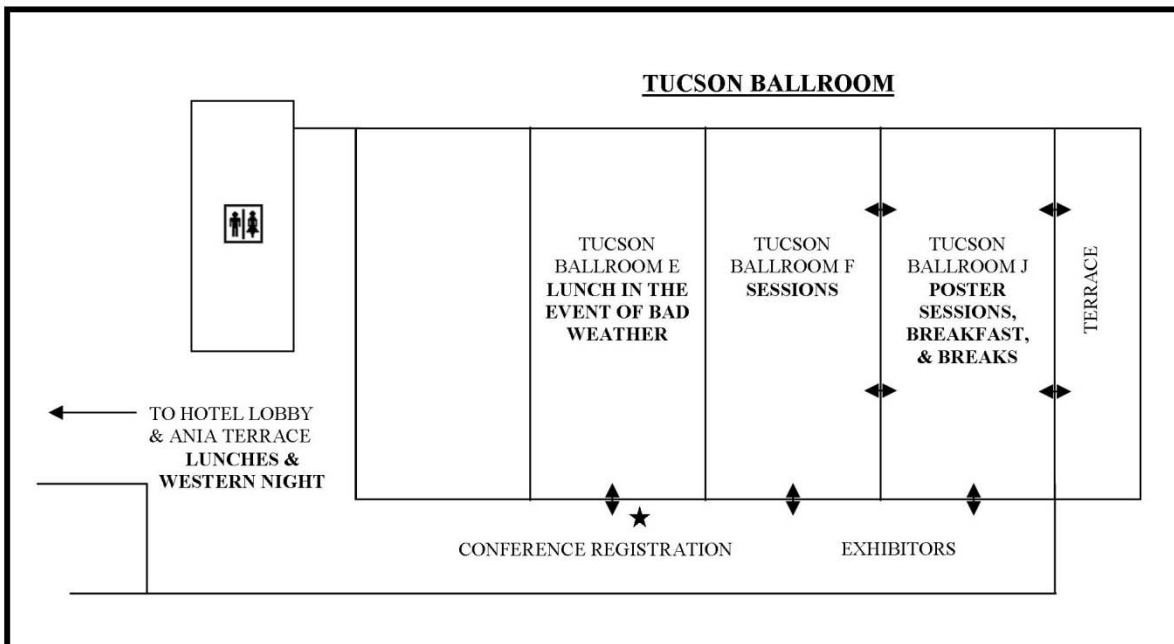 TUCSON BALLROOM
TUCSON
BALLROOM E
LUNCH IN THE
EVENT OF BAD
WEATHER
TUCSON
BALLROOM F
SESSIONS
TUCSON
BALLROOM J
POSTER
SESSIONS,
BREAKFAST,
& BREAKS
TERRACE
TO HOTEL LOBBY
& ANIA TERRACE
LUNCHES &
WESTERN NIGHT
CONFERENCE REGISTRATION
EXHIBITORS